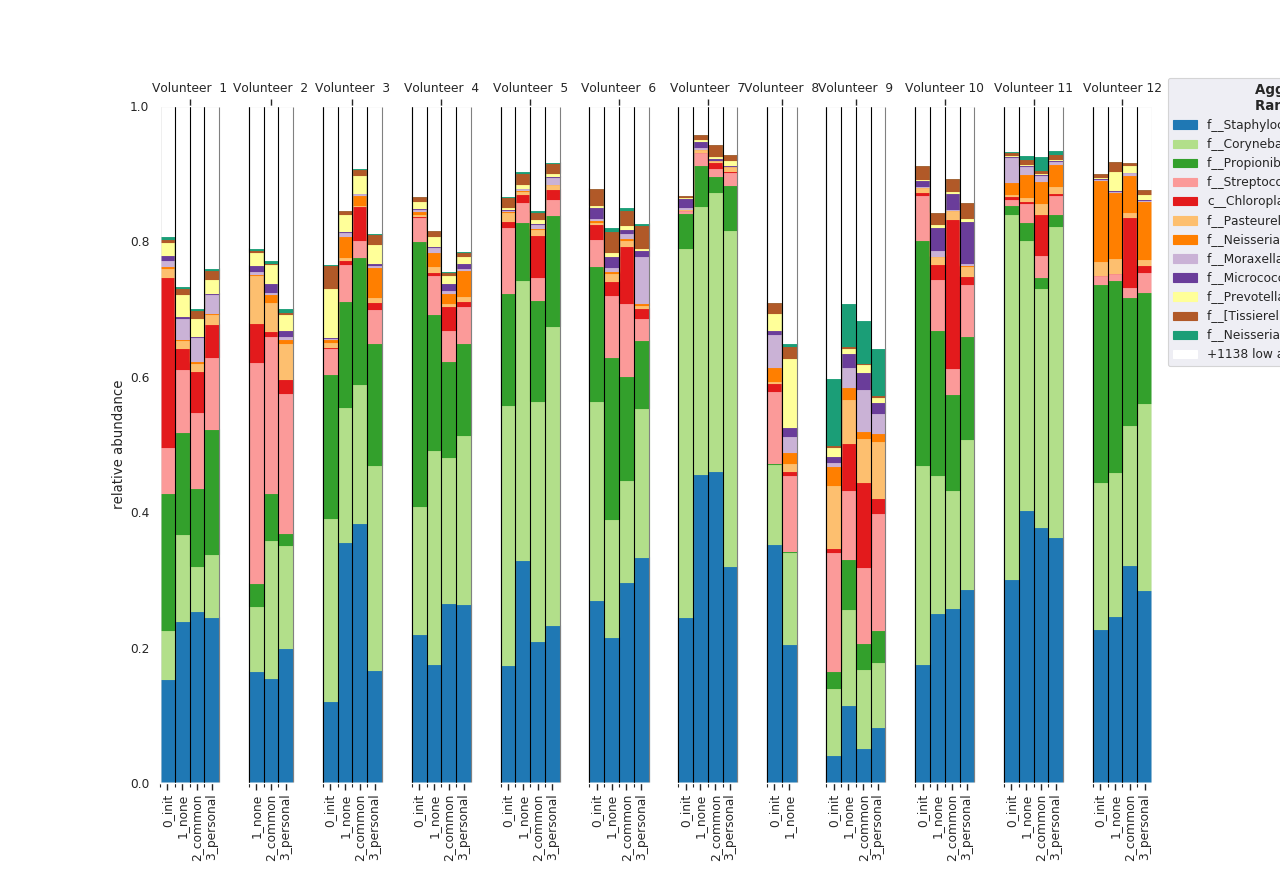 Volunteer 1 Volunteer 2 Volunteer 3 Volunteer 4 Volunteer 5 Volunteer 6 Volunteer 7 Volunteer 8 Volunteer 9 Volunteer 10 Volunteer 11 Volunteer 12
1.0
0.8
0.6
0.4
0.2
0.0
relative abundance
0_init 1_none 2_common 3_personal
1_none 2_common 3_personal
0_init 1_none 2_common 3_personal
0_init 1_none 2_common 3_personal
0_init 1_none 2_common 3_personal
0_init 1_none 2_common 3_personal
0_init 1_none 2_common 3_personal
0_init 1_none
0_init 1_none 2_common 3_personal
0_init 1_none 2_common 3_personal
0_init 1_none 2_common 3_personal
0_init 1_none 2_common 3_personal
Agg
Ran
f__Staphyloc
f__Coryneba
f__Propionib
f__Streptoco
c__Chloropla
f__Pasteurel
f__Neisseria
f__Moraxella
f__Micrococc
f__Prevotella
f__[Tissierel
f__Neisseria
+1138 low a